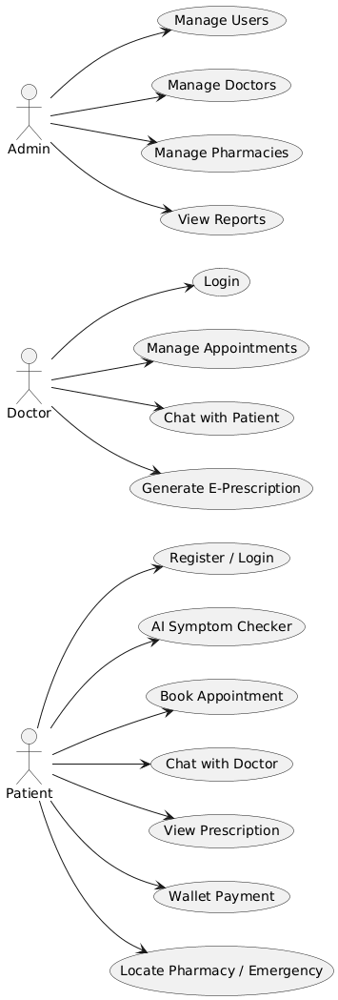 Manage Users
Manage Doctors
Admin
Manage Pharmacies
View Reports
Login
Manage Appointments
Doctor
Chat with Patient
Generate E-Prescription
Register / Login
AI Symptom Checker
Book Appointment
Chat with Doctor
Patient
View Prescription
Wallet Payment
Locate Pharmacy / Emergency